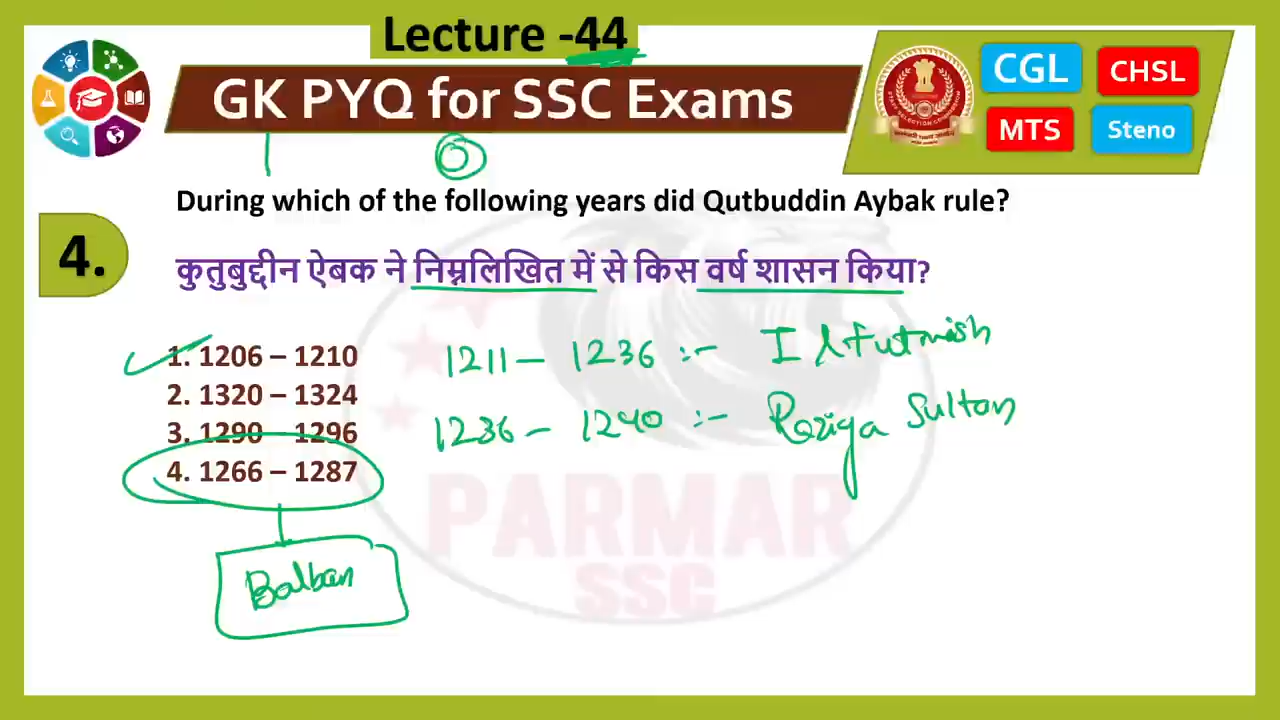 Lecture -44
GK PYQ for SSC Exams
CGL
CHSL
MTS
Steno
During which of the following years did Qutbuddin Aybak rule?
4.
कुतुबुद्दीन ऐबक ने निम्नलिखित में से किस वर्ष शासन किया?
1. 1206 – 1210
2. 1320 – 1324
3. 1290 – 1296
4. 1266 – 1287
1211 – 1236 :- Iltutmish
1236 – 1240 :- Raziya Sultan
Balban
PARMAR
SSC